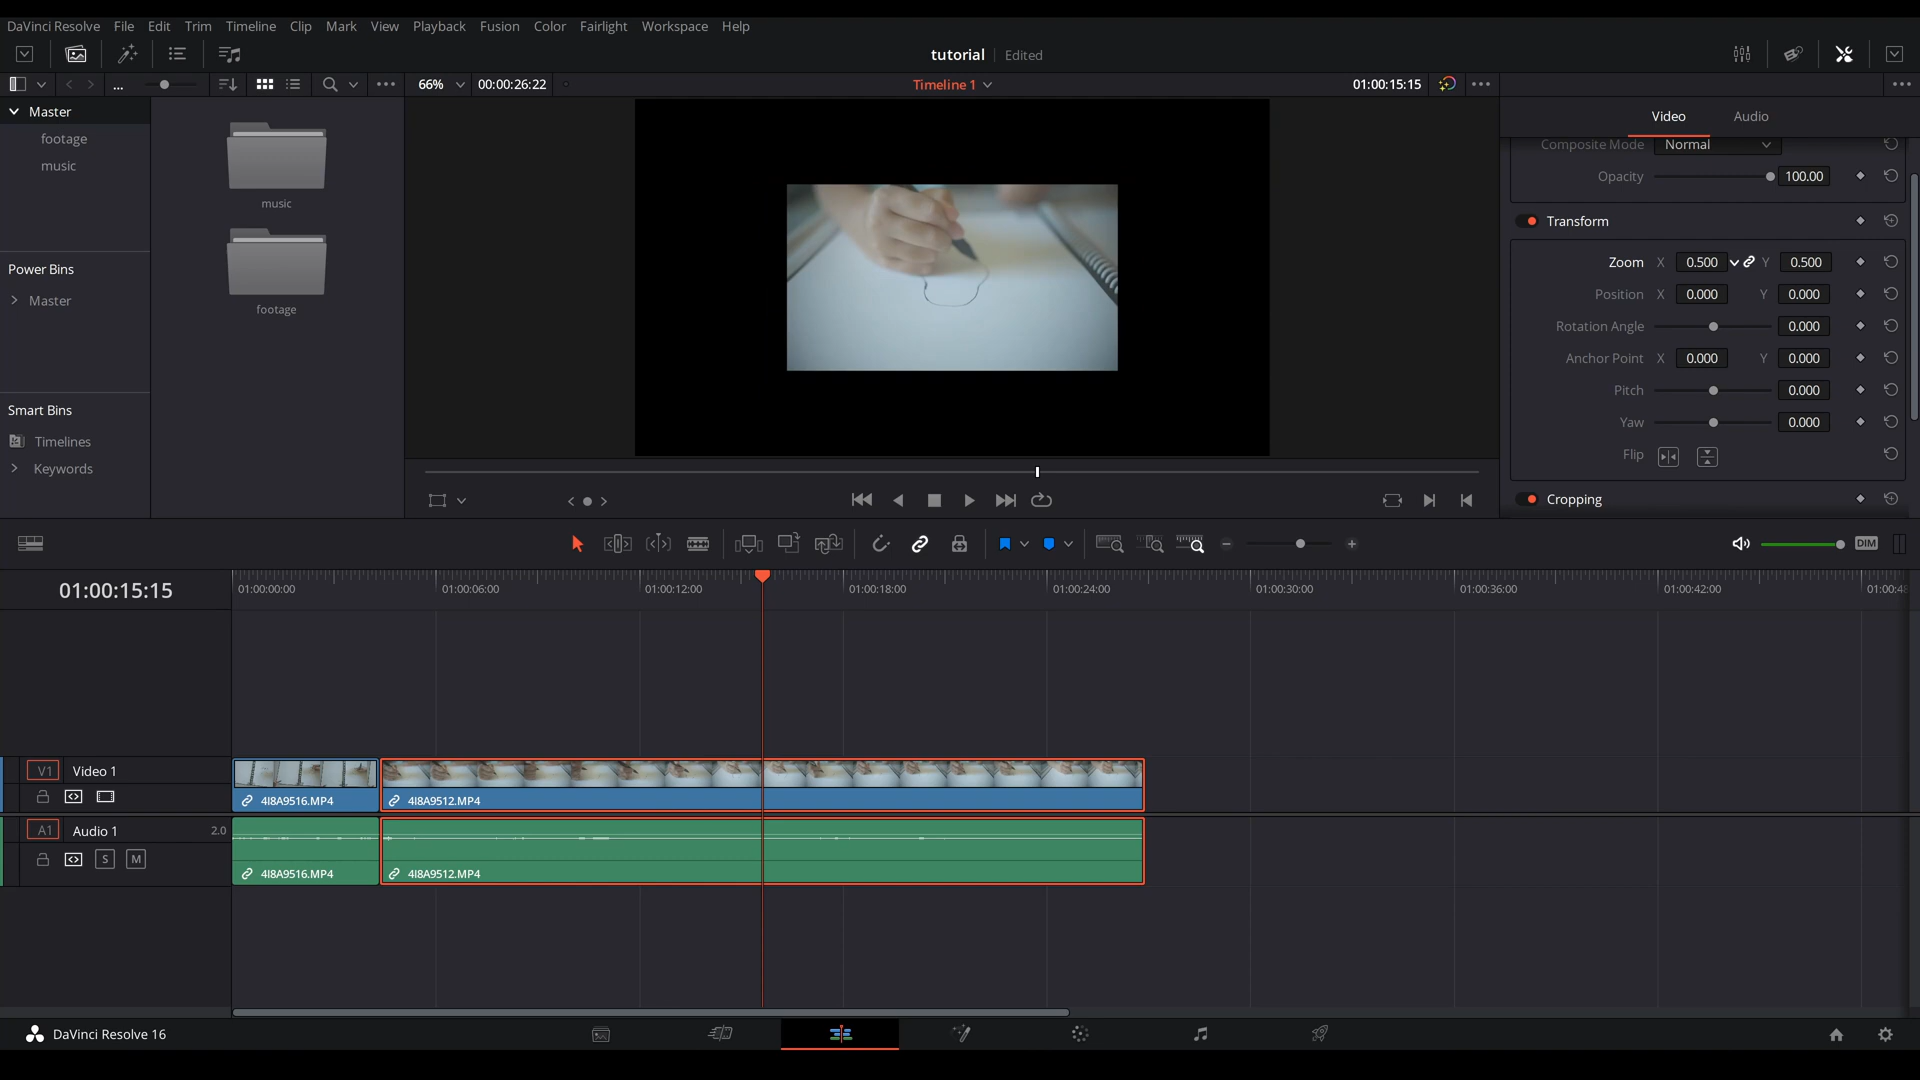 DaVinci Resolve File Edit Trim Timeline Clip Mark View Playback Fusion Color Fairlight Workspace Help
tutorial Edited
... 66% 00:00:26:22 Timeline 1 01:00:15:15
Master
footage
music
music
footage
Power Bins
Master
Smart Bins
Timelines
Keywords
Video Audio
Composite Mode Normal
Opacity 100.00
Transform
Zoom X 0.500 Y 0.500
Position X 0.000 Y 0.000
Rotation Angle 0.000
Anchor Point X 0.000 Y 0.000
Pitch 0.000
Yaw 0.000
Flip
Cropping
DIM
01:00:15:15
01:00:00:00 01:00:06:00 01:00:12:00 01:00:18:00 01:00:24:00 01:00:30:00 01:00:36:00 01:00:42:00
V1 Video 1
4I8A9516.MP4 4I8A9512.MP4
A1 Audio 1 2.0
S M
4I8A9516.MP4 4I8A9512.MP4
DaVinci Resolve 16